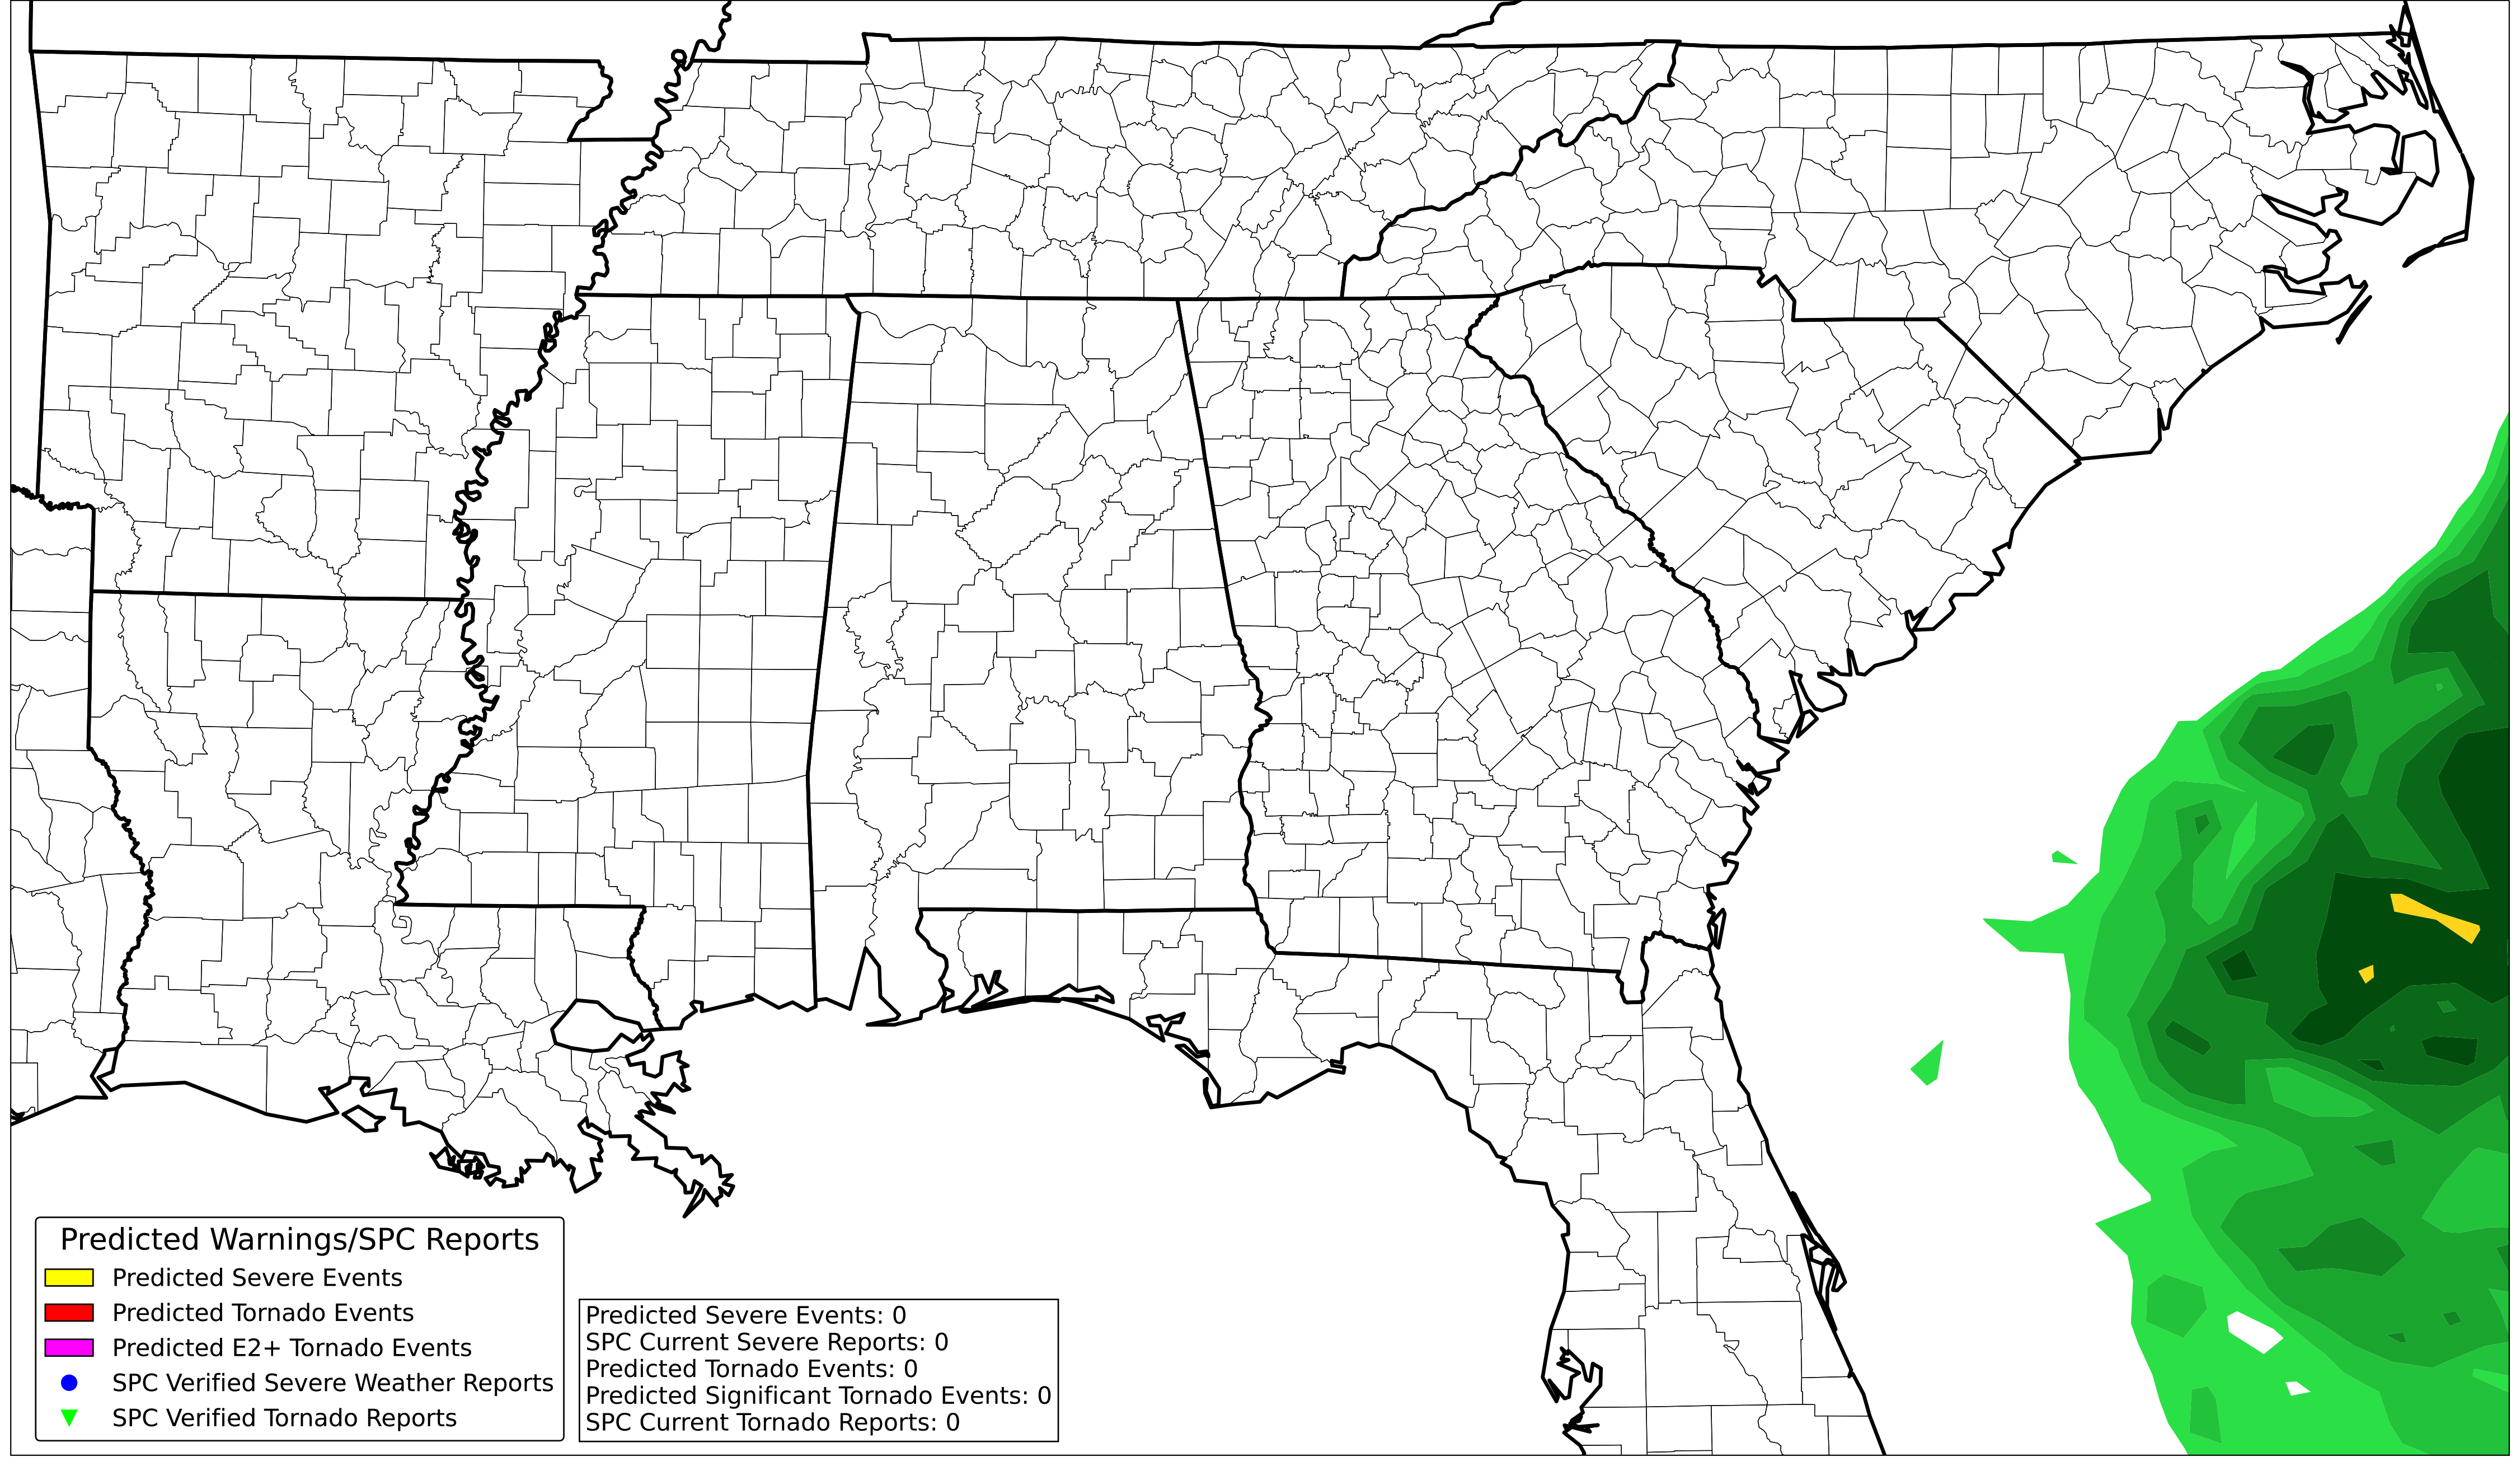 Predicted Warnings/SPC Reports
Predicted Severe Events
Predicted Tornado Events
Predicted E2+ Tornado Events
SPC Verified Severe Weather Reports
SPC Verified Tornado Reports
Predicted Severe Events: 0
SPC Current Severe Reports: 0
Predicted Tornado Events: 0
Predicted Significant Tornado Events: 0
SPC Current Tornado Reports: 0